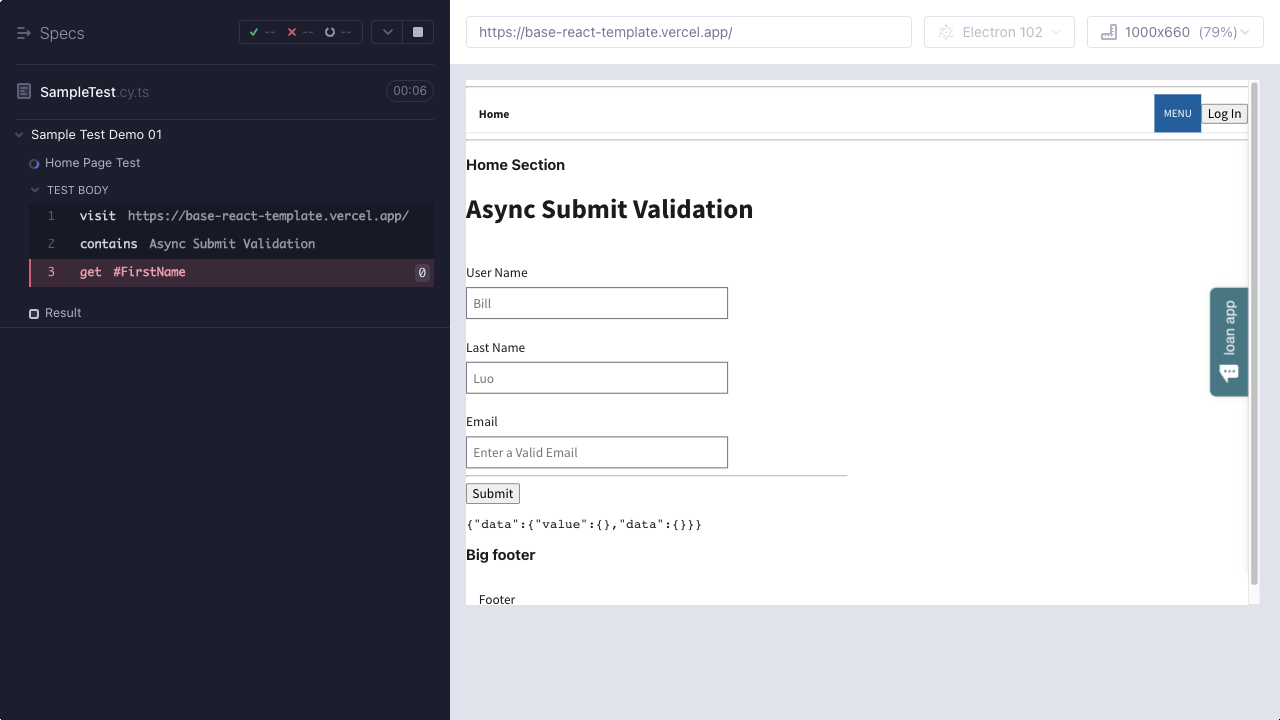 Specs
-- -- --
SampleTest.cy.ts
00:06
Sample Test Demo 01
Home Page Test
TEST BODY
1 visit https://base-react-template.vercel.app/
2 contains Async Submit Validation
3 get #FirstName 0
Result
https://base-react-template.vercel.app/
Electron 102
1000x660 (79%)
Home
MENU
Log In
Home Section
Async Submit Validation
User Name
Bill
Last Name
Luo
Email
Enter a Valid Email
Submit
{"data":{"value":{},"data":{}}}
Big footer
Footer
loan app